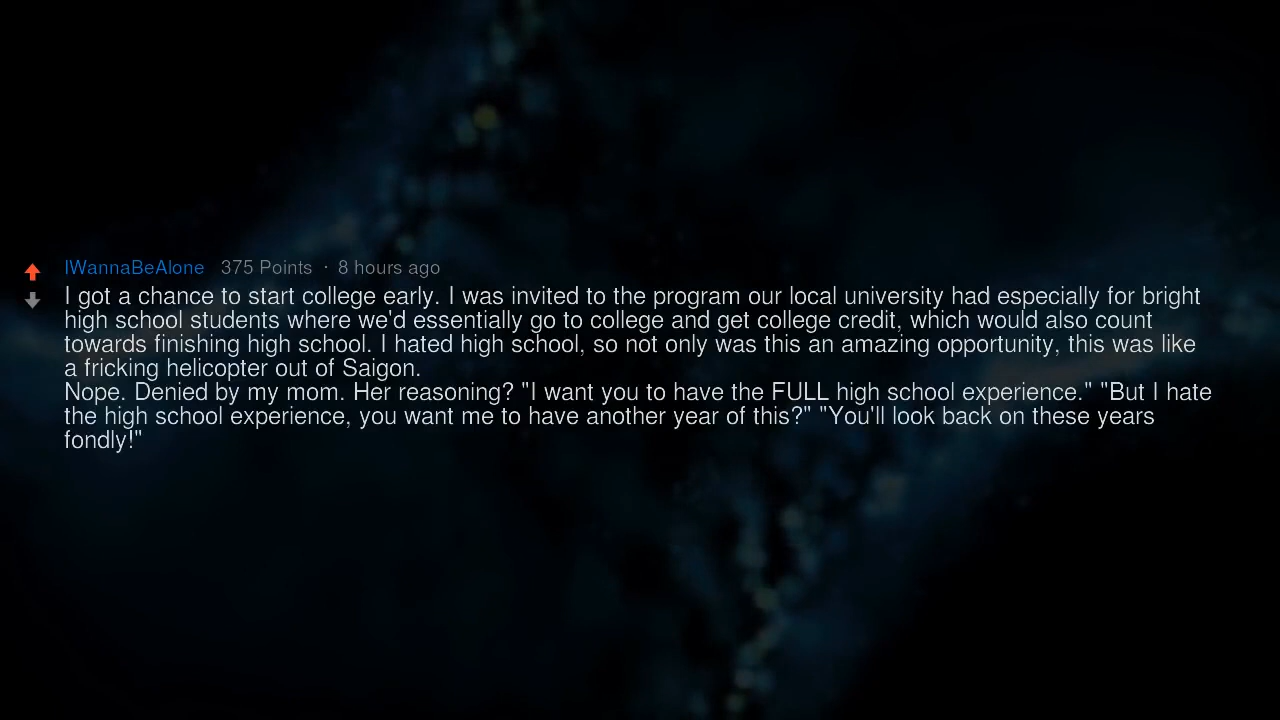 IWannaBeAlone 375 Points · 8 hours ago
I got a chance to start college early. I was invited to the program our local university had especially for bright
high school students where we'd essentially go to college and get college credit, which would also count
towards finishing high school. I hated high school, so not only was this an amazing opportunity, this was like
a fricking helicopter out of Saigon.
Nope. Denied by my mom. Her reasoning? "I want you to have the FULL high school experience." "But I hate
the high school experience, you want me to have another year of this?" "You'll look back on these years
fondly!"